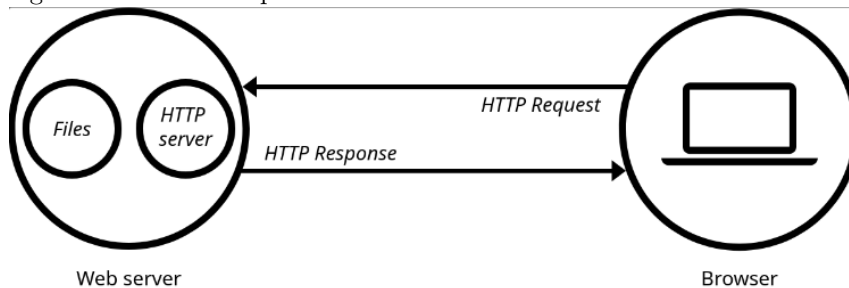 HTTP Request
Files
HTTP
server
HTTP Response
Web server
Browser